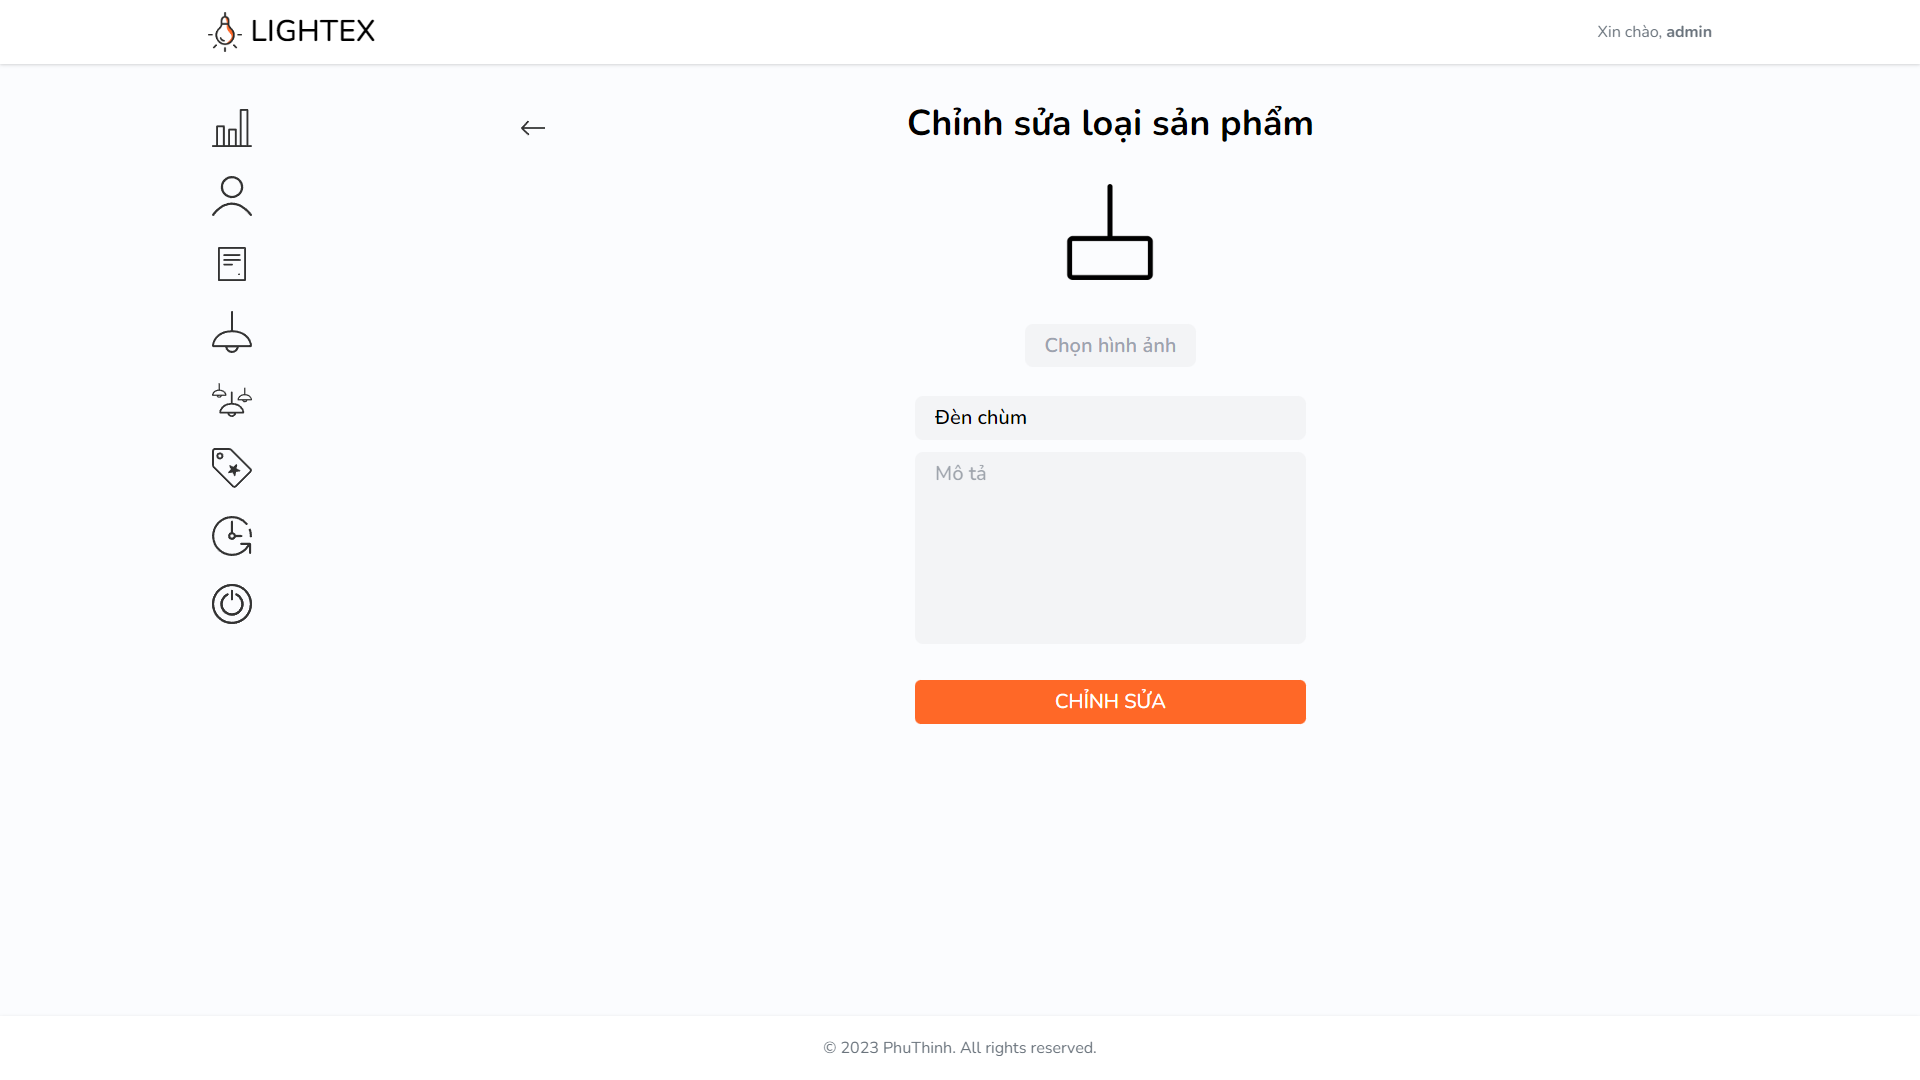 LIGHTEX
Xin chào, admin
Chỉnh sửa loại sản phẩm
Chọn hình ảnh
Đèn chùm
Mô tả
CHỈNH SỬA
© 2023 PhuThinh. All rights reserved.